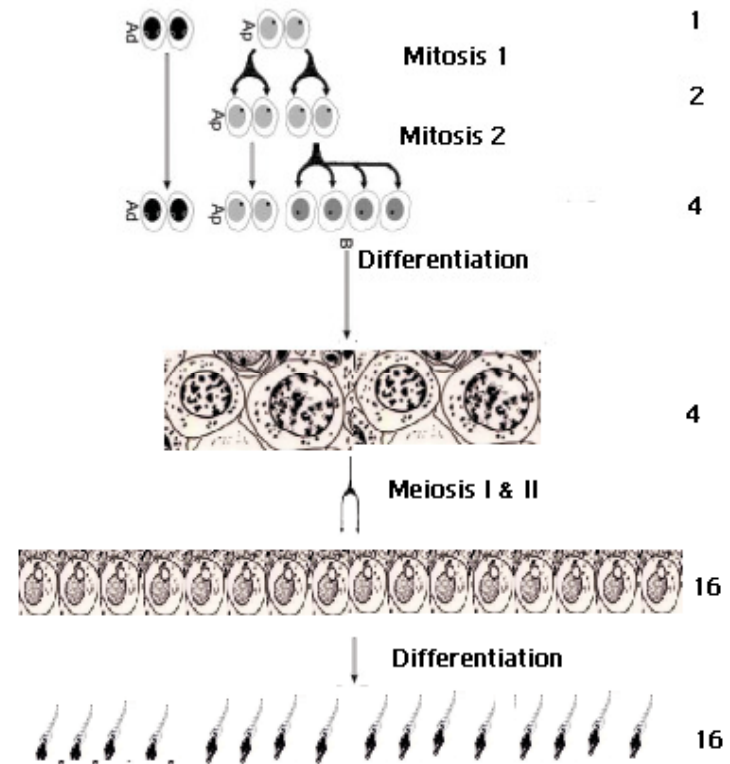 Ad Ap 1
Mitosis 1
Ap 2
Mitosis 2
Ad Ap 4
B
Differentiation
4
Meiosis I & II
16
Differentiation
16